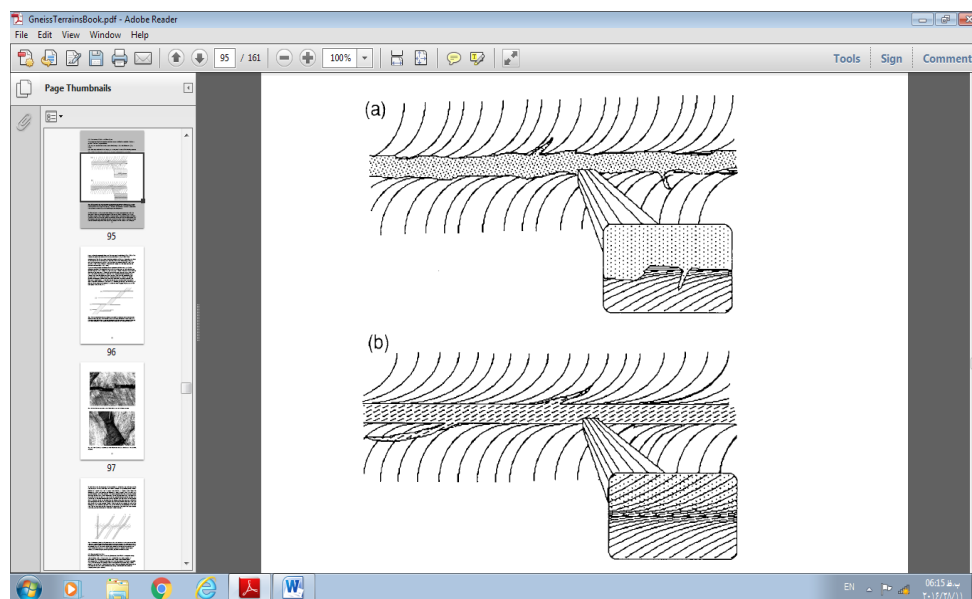 GneissTerrainsBook.pdf - Adobe Reader
File Edit View Window Help
95 / 161 100% Tools Sign Comment
Page Thumbnails
95
96
97
(a)
(b)
EN 06:15 ب.ظ